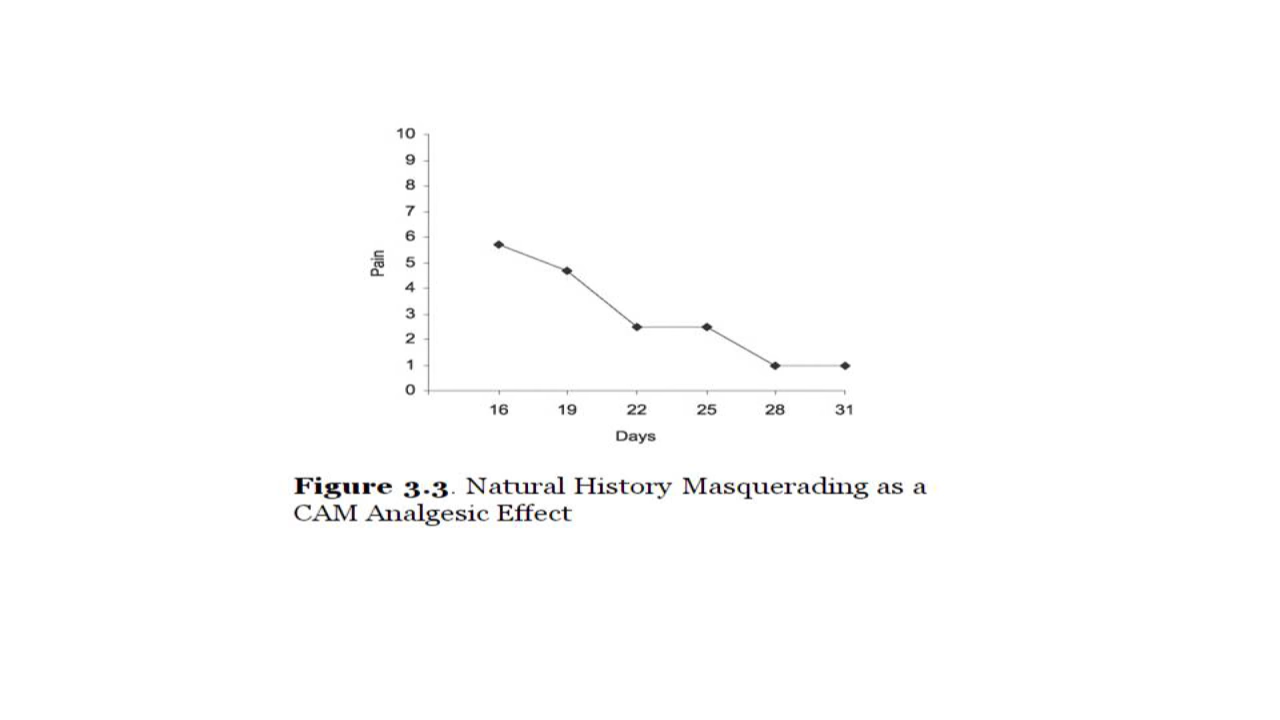 10
9
8
7
6
5
4
3
2
1
0
Pain
16 19 22 25 28 31
Days
Figure 3.3. Natural History Masquerading as a
CAM Analgesic Effect